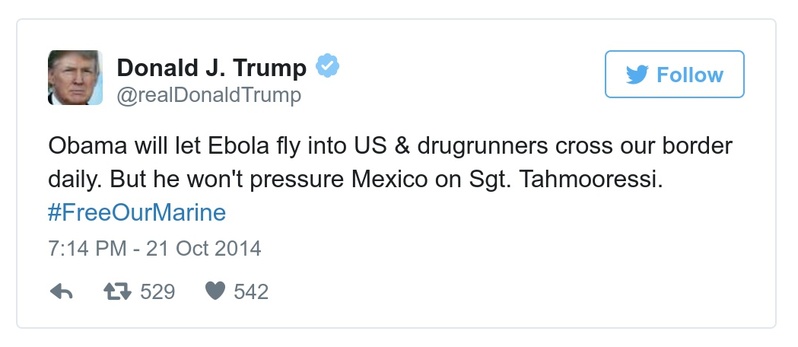 Donald J. Trump
@realDonaldTrump
Follow
Obama will let Ebola fly into US & drugrunners cross our border
daily. But he won't pressure Mexico on Sgt. Tahmooressi.
#FreeOurMarine
7:14 PM - 21 Oct 2014
529 542